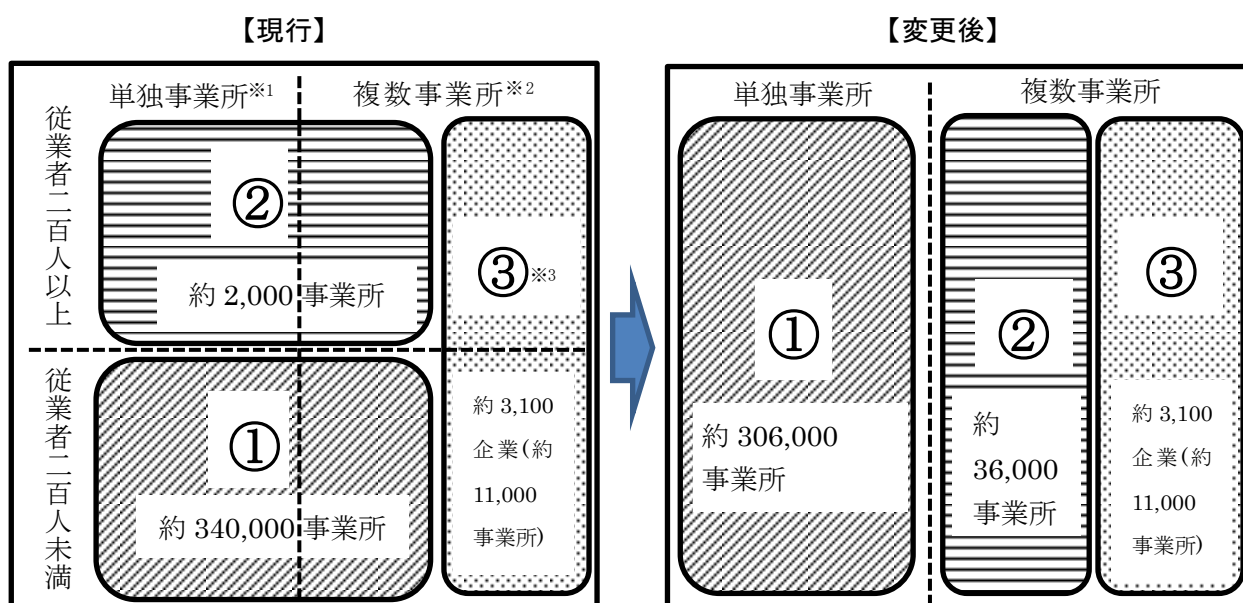 【現行】
単独事業所※1
複数事業所※2
従業者二百人以上
②
約 2,000 事業所
③※3
従業者二百人未満
①
約 340,000 事業所
約 3,100
企業(約
11,000
事業所)
【変更後】
単独事業所
複数事業所
①
約 306,000
事業所
②
約
36,000
事業所
③
約 3,100
企業(約
11,000
事業所)